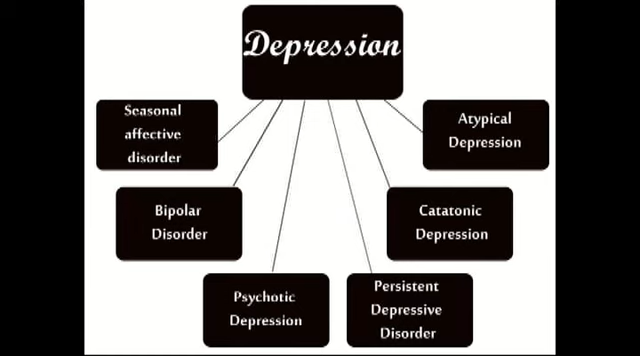 Depression
Seasonal
affective
disorder
Atypical
Depression
Bipolar
Disorder
Catatonic
Depression
Psychotic
Depression
Persistent
Depressive
Disorder